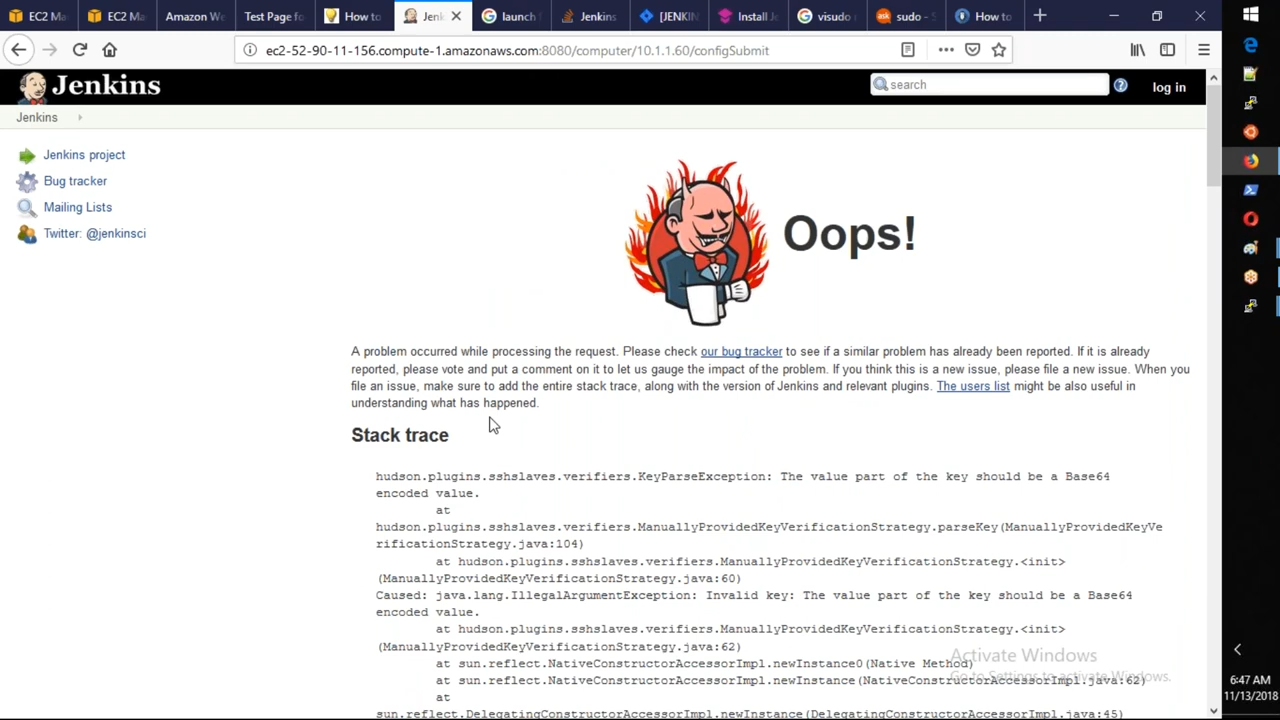 EC2 Ma
EC2 Ma
Amazon We
Test Page fo
How to
Jenk
launch
Jenkins
[JENKIN
Install Je
visudo
sudo - S
How to
ec2-52-90-11-156.compute-1.amazonaws.com:8080/computer/10.1.1.60/configSubmit
Jenkins
search
log in
Jenkins
Jenkins project
Bug tracker
Mailing Lists
Twitter: @jenkinsci
Oops!
A problem occurred while processing the request. Please check our bug tracker to see if a similar problem has already been reported. If it is already
reported, please vote and put a comment on it to let us gauge the impact of the problem. If you think this is a new issue, please file a new issue. When you
file an issue, make sure to add the entire stack trace, along with the version of Jenkins and relevant plugins. The users list might be also useful in
understanding what has happened.
Stack trace
hudson.plugins.sshslaves.verifiers.KeyParseException: The value part of the key should be a Base64
encoded value.
at
hudson.plugins.sshslaves.verifiers.ManuallyProvidedKeyVerificationStrategy.parseKey(ManuallyProvidedKeyVe
rificationStrategy.java:104)
at hudson.plugins.sshslaves.verifiers.ManuallyProvidedKeyVerificationStrategy.<init>
(ManuallyProvidedKeyVerificationStrategy.java:60)
Caused: java.lang.IllegalArgumentException: Invalid key: The value part of the key should be a Base64
encoded value.
at hudson.plugins.sshslaves.verifiers.ManuallyProvidedKeyVerificationStrategy.<init>
(ManuallyProvidedKeyVerificationStrategy.java:62)
at sun.reflect.NativeConstructorAccessorImpl.newInstance0(Native Method)
at sun.reflect.NativeConstructorAccessorImpl.newInstance(NativeConstructorAccessorImpl.java:62)
at
sun.reflect.DelegatingConstructorAccessorImpl.newInstance(DelegatingConstructorAccessorImpl.java:45)
Activate Windows
Go to Settings to activate Windows.
6:47 AM
11/13/2018